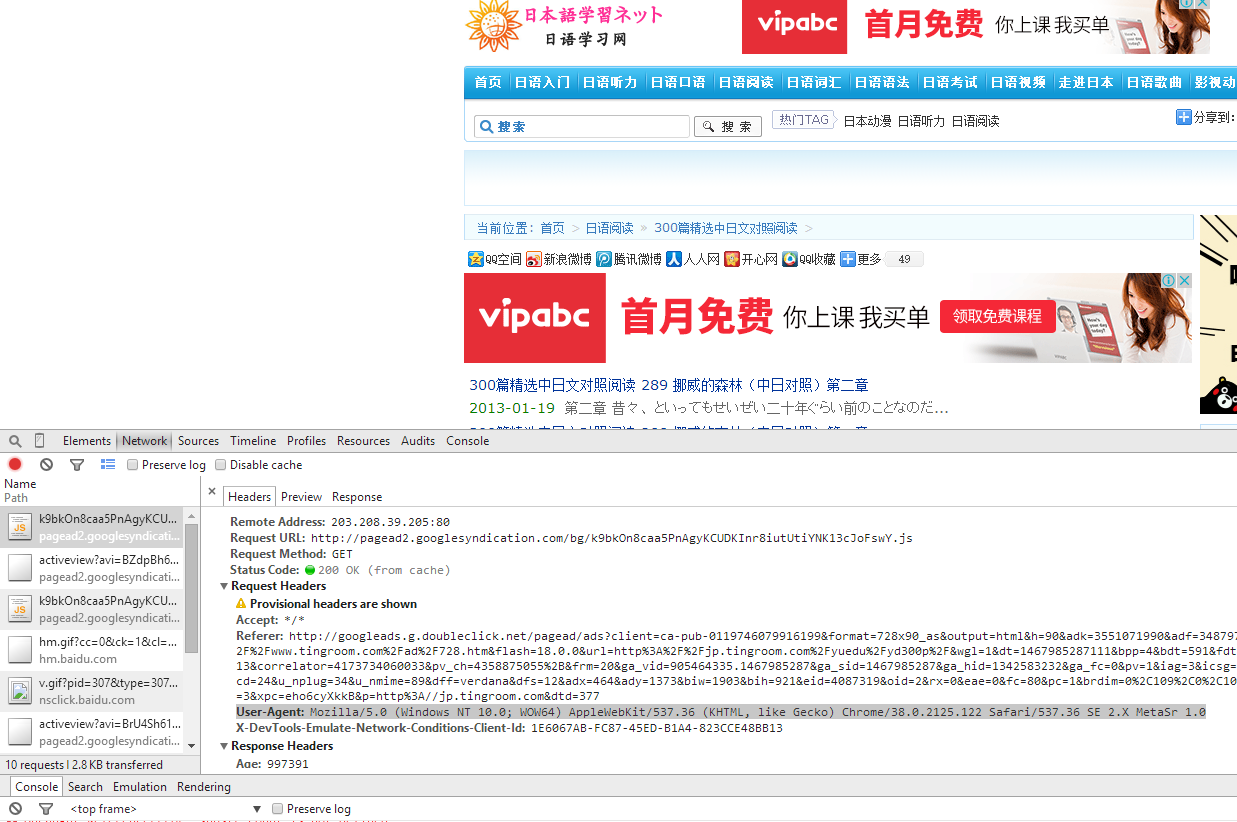 日本語学習ネット
日语学习网
vipabc 首月免费 你上课 我买单
首页 日语入门 日语听力 日语口语 日语阅读 日语词汇 日语语法 日语考试 日语视频 走进日本 日语歌曲 影视动
搜索 搜 索 热门TAG 日本动漫 日语听力 日语阅读 分享到:
当前位置: 首页 > 日语阅读 » 300篇精选中日文对照阅读 >
QQ空间 新浪微博 腾讯微博 人人网 开心网 QQ收藏 更多 49
vipabc 首月免费 你上课 我买单 领取免费课程
300篇精选中日文对照阅读 289 挪威的森林（中日对照）第二章
2013-01-19 第二章 昔々、といってもせいぜい二十年ぐらい前のことなのだ...
Elements Network Sources Timeline Profiles Resources Audits Console
Preserve log Disable cache
Name
Path
× Headers Preview Response
k9bkOn8caa5PnAgyKCU...
pagead2.googlesyndicati...
activeview?avi=BZdpBh6...
pagead2.googlesyndicati...
k9bkOn8caa5PnAgyKCU...
pagead2.googlesyndicati...
hm.gif?cc=0&ck=1&cl=...
hm.baidu.com
v.gif?pid=307&type=307...
nsclick.baidu.com
activeview?avi=BrU4Sh61...
pagead2.googlesyndicati...
10 requests | 2.8 KB transferred
Remote Address: 203.208.39.205:80
Request URL: http://pagead2.googlesyndication.com/bg/k9bkOn8caa5PnAgyKCUDKInr8iutUtiYNK13cJoFswY.js
Request Method: GET
Status Code: 200 OK (from cache)
Request Headers
Provisional headers are shown
Accept: */*
Referer: http://googleads.g.doubleclick.net/pagead/ads?client=ca-pub-0119746079916199&format=728x90_as&output=html&h=90&adk=3551071990&adf=348797
2F%2Fwww.tingroom.com%2Fad%2F728.htm&flash=18.0.0&url=http%3A%2F%2Fjp.tingroom.com%2Fyuedu%2Fyd300p%2F&wgl=1&dt=1467985287111&bpp=4&bdt=591&fdt
13&correlator=4173734060033&pv_ch=4358875055%2B&frm=20&ga_vid=905464335.1467985287&ga_sid=1467985287&ga_hid=1342583232&ga_fc=0&pv=1&iag=3&icsg=
cd=24&u_nplug=34&u_nmime=89&dff=verdana&dfs=12&adx=464&ady=1373&biw=1903&bih=921&eid=4087319&oid=2&rx=0&eae=0&fc=80&pc=1&brdim=0%2C109%2C0%2C10
=3&xpc=eho6cyXkkB&p=http%3A//jp.tingroom.com&dtd=377
User-Agent: Mozilla/5.0 (Windows NT 10.0; WOW64) AppleWebKit/537.36 (KHTML, like Gecko) Chrome/38.0.2125.122 Safari/537.36 SE 2.X MetaSr 1.0
X-DevTools-Emulate-Network-Conditions-Client-Id: 1E6067AB-FC87-45ED-B1A4-823CCE48BB13
Response Headers
Age: 997391
Console Search Emulation Rendering
<top frame> Preserve log